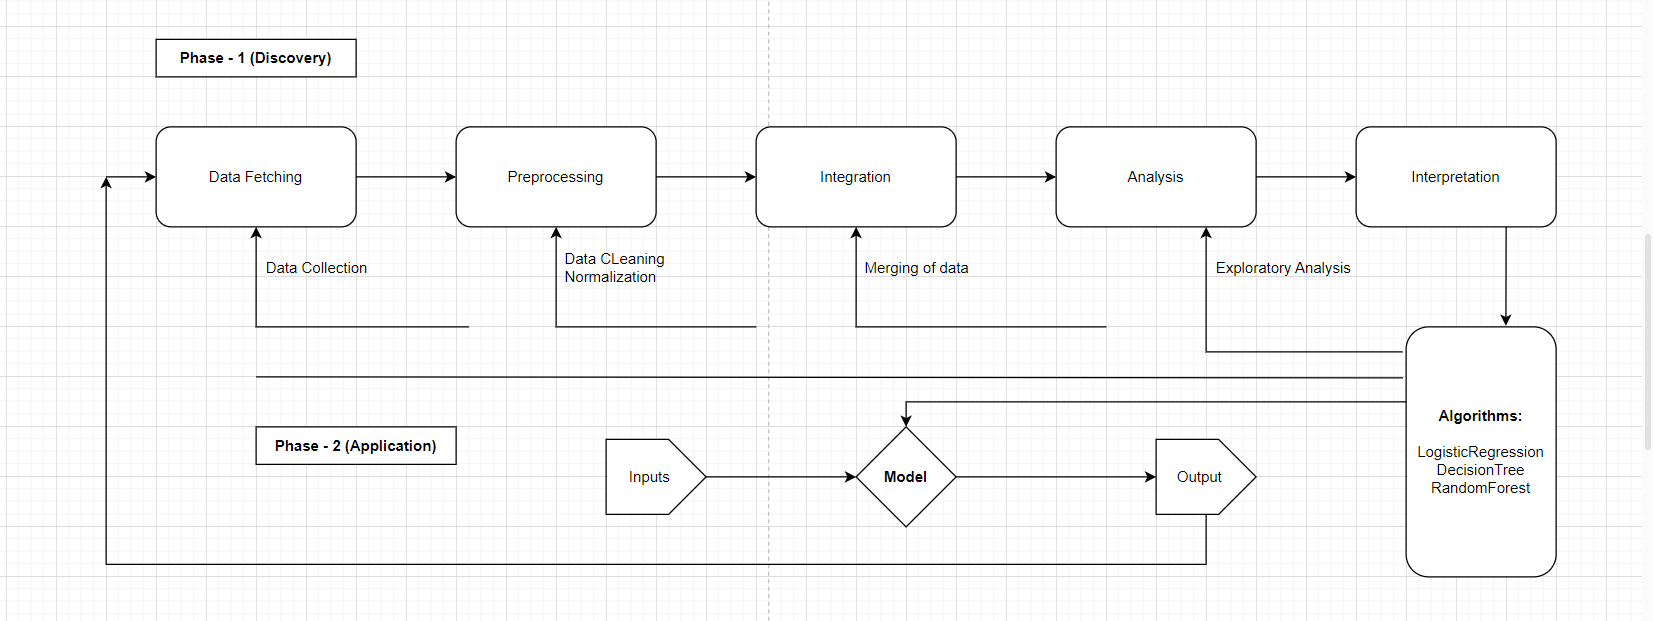 Phase - 1 (Discovery)
Data Fetching
Preprocessing
Integration
Analysis
Interpretation
Data Collection
Data CLeaning
Normalization
Merging of data
Exploratory Analysis
Phase - 2 (Application)
Inputs
Model
Output
Algorithms:
LogisticRegression
DecisionTree
RandomForest